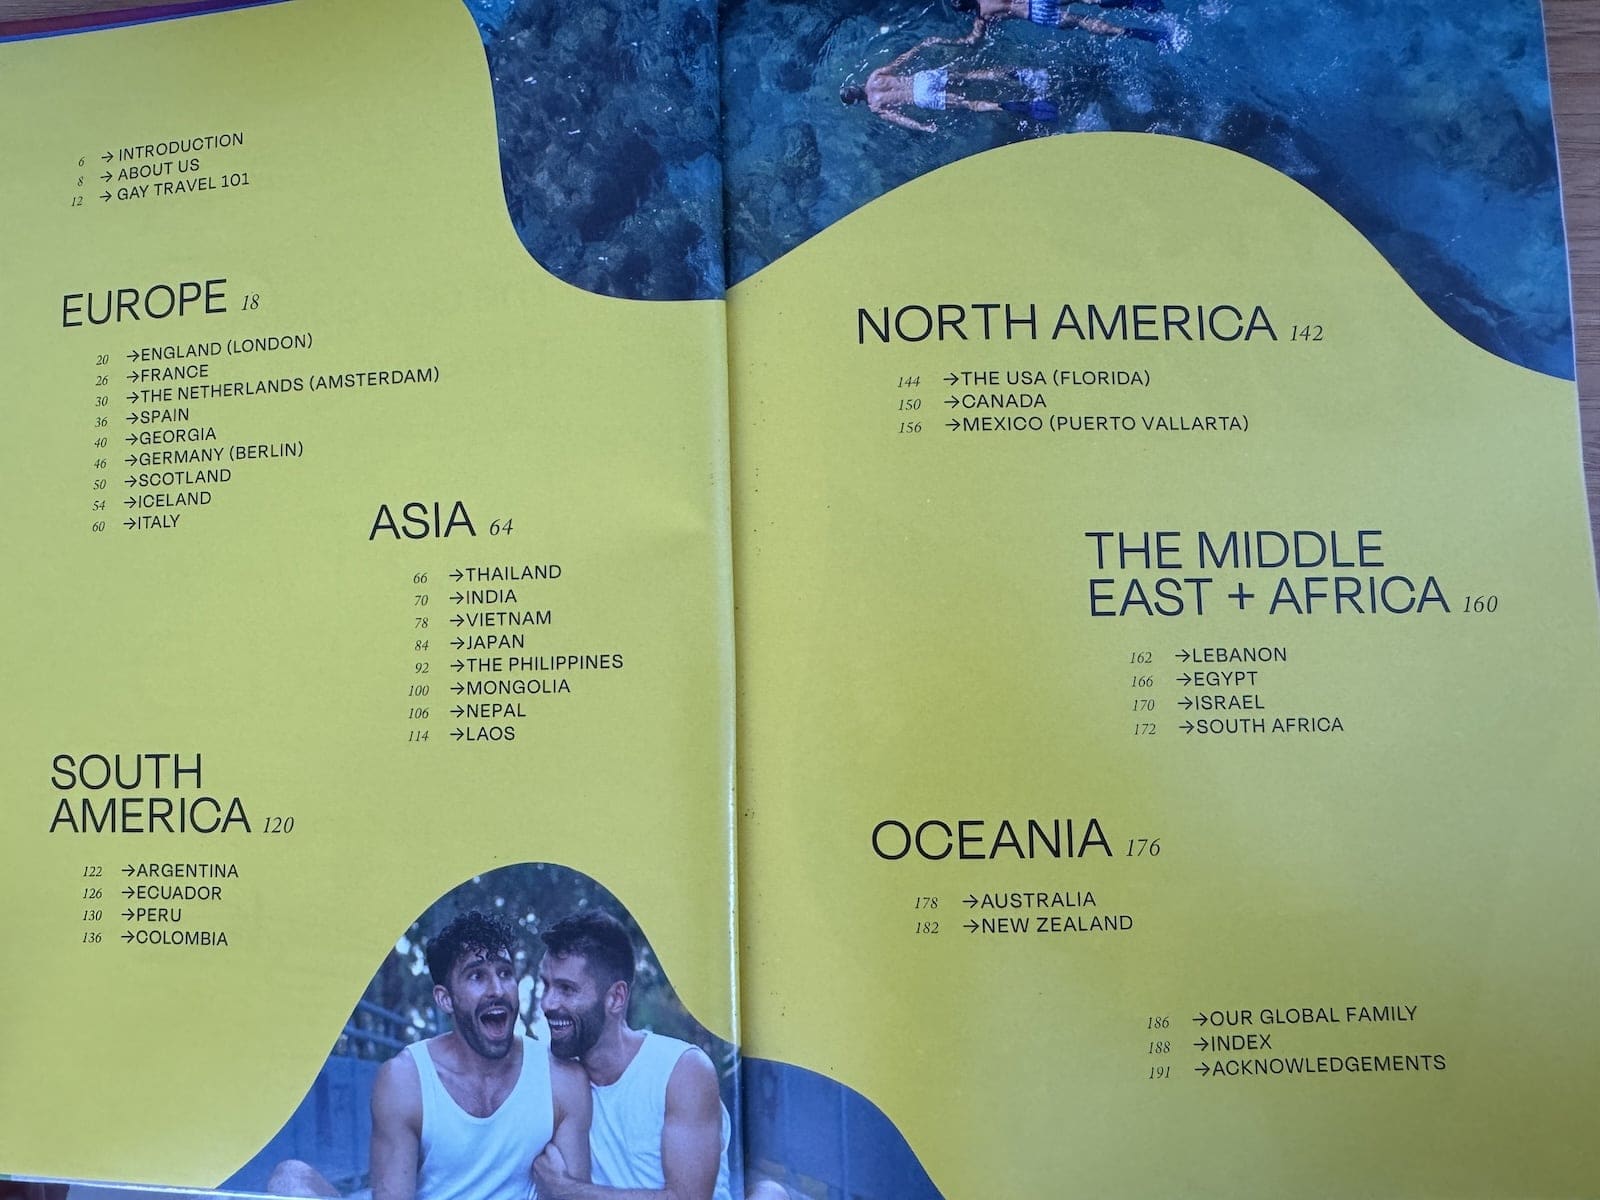 6 → INTRODUCTION
8 → ABOUT US
12 → GAY TRAVEL 101
EUROPE 18
20 →ENGLAND (LONDON)
26 →FRANCE
30 →THE NETHERLANDS (AMSTERDAM)
36 →SPAIN
40 →GEORGIA
46 →GERMANY (BERLIN)
50 →SCOTLAND
54 →ICELAND
60 →ITALY
ASIA 64
66 →THAILAND
70 →INDIA
78 →VIETNAM
84 →JAPAN
92 →THE PHILIPPINES
100 →MONGOLIA
106 →NEPAL
114 →LAOS
SOUTH
AMERICA 120
122 →ARGENTINA
126 →ECUADOR
130 →PERU
136 →COLOMBIA
NORTH AMERICA 142
144 →THE USA (FLORIDA)
150 →CANADA
156 →MEXICO (PUERTO VALLARTA)
THE MIDDLE
EAST + AFRICA 160
162 →LEBANON
166 →EGYPT
170 →ISRAEL
172 →SOUTH AFRICA
OCEANIA 176
178 →AUSTRALIA
182 →NEW ZEALAND
186 →OUR GLOBAL FAMILY
188 →INDEX
191 →ACKNOWLEDGEMENTS